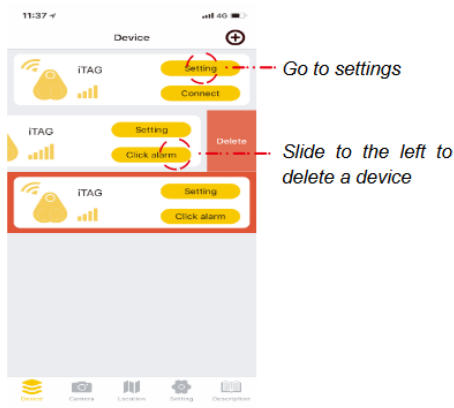 11:37
4G
Device
iTAG
Setting
Connect
Go to settings
iTAG
Setting
Click alarm
Delete
Slide to the left to
delete a device
iTAG
Setting
Click alarm
Device
Camera
Location
Setting
Description